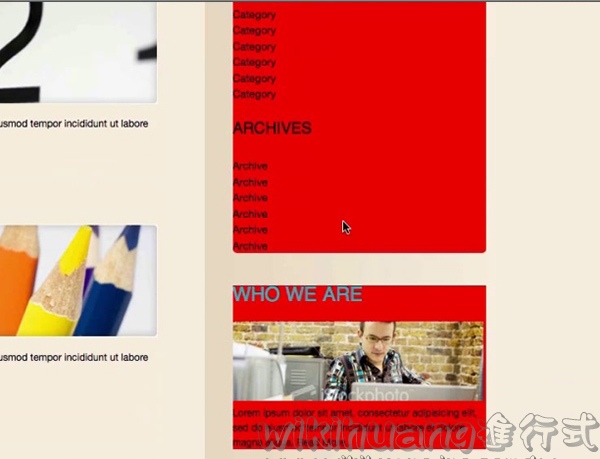 Category
Category
Category
Category
Category
Category
ARCHIVES
Archive
Archive
Archive
Archive
Archive
Archive
usmod tempor incididunt ut labore
usmod tempor incididunt ut labore
WHO WE ARE
Lorem ipsum dolor sit amet, consectetur adipisicing elit,
sed do
magna
wikihuang進行式